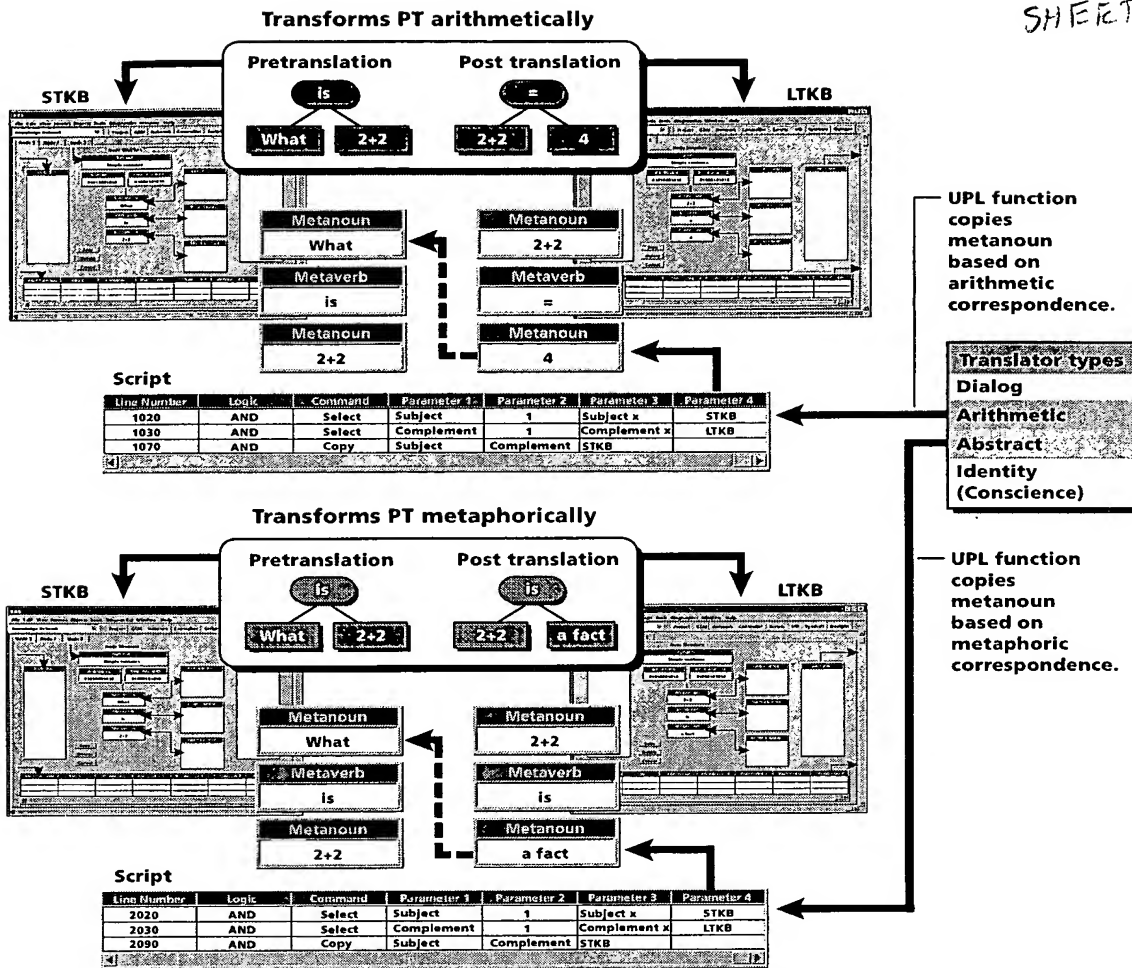 SHEET
Transforms PT arithmetically
Pretranslation
Post translation
is
=
What
2+2
2+2
4
STKB
LTKB
Metanoun
What
Metaverb
is
Metanoun
2+2
Metanoun
2+2
Metaverb
=
Metanoun
4
UPL function
copies
metanoun
based on
arithmetic
correspondence.
Script
Line Number Logic Command Parameter 1 Parameter 2 Parameter 3 Parameter 4
1020 AND Select Subject 1 Subject x STKB
1030 AND Select Complement 1 Complement x LTKB
1070 AND Copy Subject Complement STKB
Translator types
Dialog
Arithmetic
Abstract
Identity
(Conscience)
Transforms PT metaphorically
Pretranslation
Post translation
is
is
What
2+2
2+2
a fact
STKB
LTKB
Metanoun
What
Metaverb
is
Metanoun
2+2
Metanoun
2+2
Metaverb
is
Metanoun
a fact
UPL function
copies
metanoun
based on
metaphoric
correspondence.
Script
Line Number Logic Command Parameter 1 Parameter 2 Parameter 3 Parameter 4
2020 AND Select Subject 1 Subject x STKB
2030 AND Select Complement 1 Complement x LTKB
2090 AND Copy Subject Complement STKB